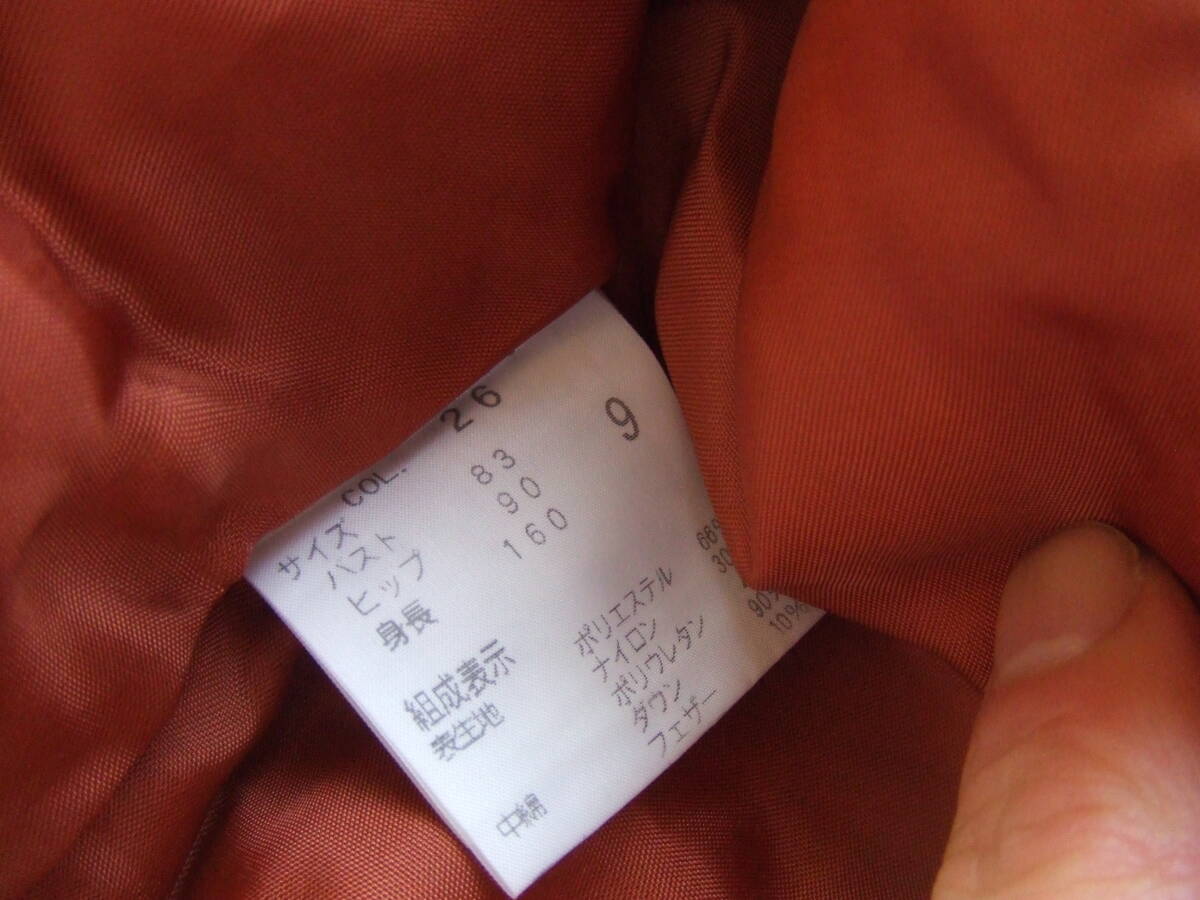 COL. 26
サイズ 9
バスト 83
ヒップ 90
身長 160
組成表示
表生地 ポリエステル 66%
ナイロン 30
ポリウレタン
中綿 ダウン 90%
フェザー 10%